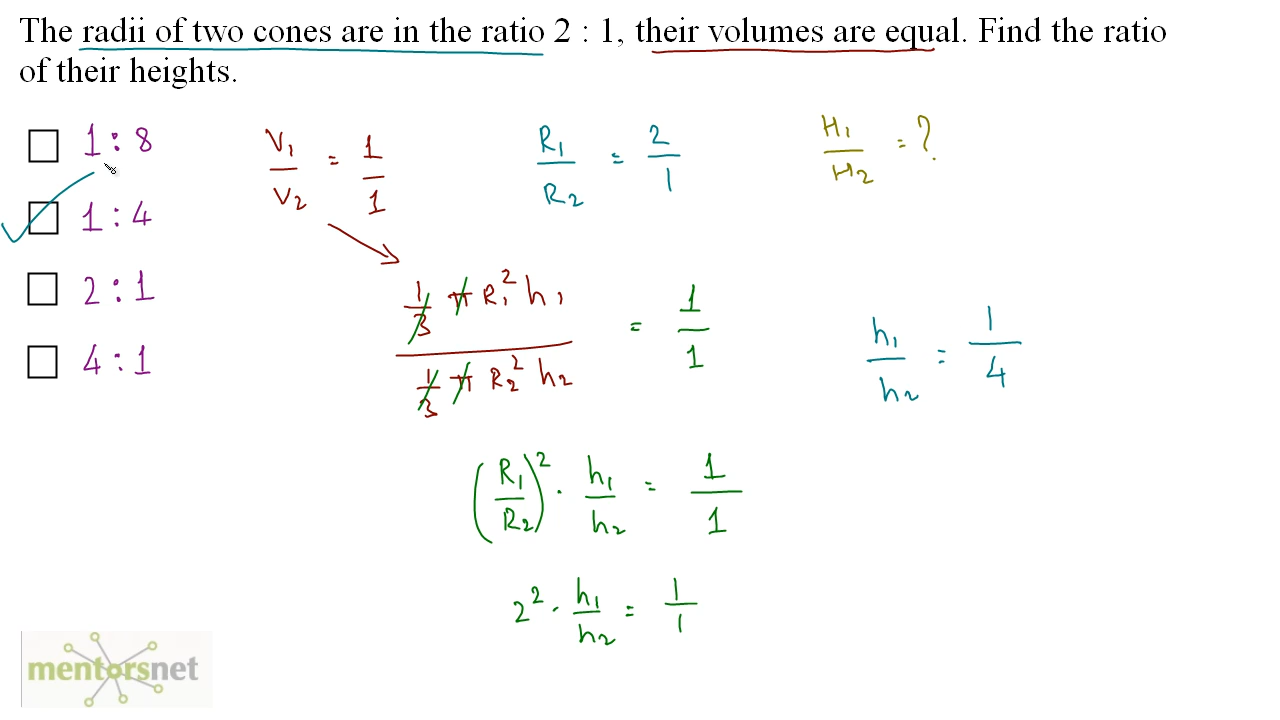 The radii of two cones are in the ratio 2 : 1, their volumes are equal. Find the ratio
of their heights.
1 : 8
1 : 4
2 : 1
4 : 1
V₁/V₂ = 1/1
R₁/R₂ = 2/1
H₁/H₂ = ?
(1/3 π R₁² h₁)/(1/3 π R₂² h₂) = 1/1
h₁/h₂ = 1/4
(R₁/R₂)² · h₁/h₂ = 1/1
2² · h₁/h₂ = 1/1
mentorsnet